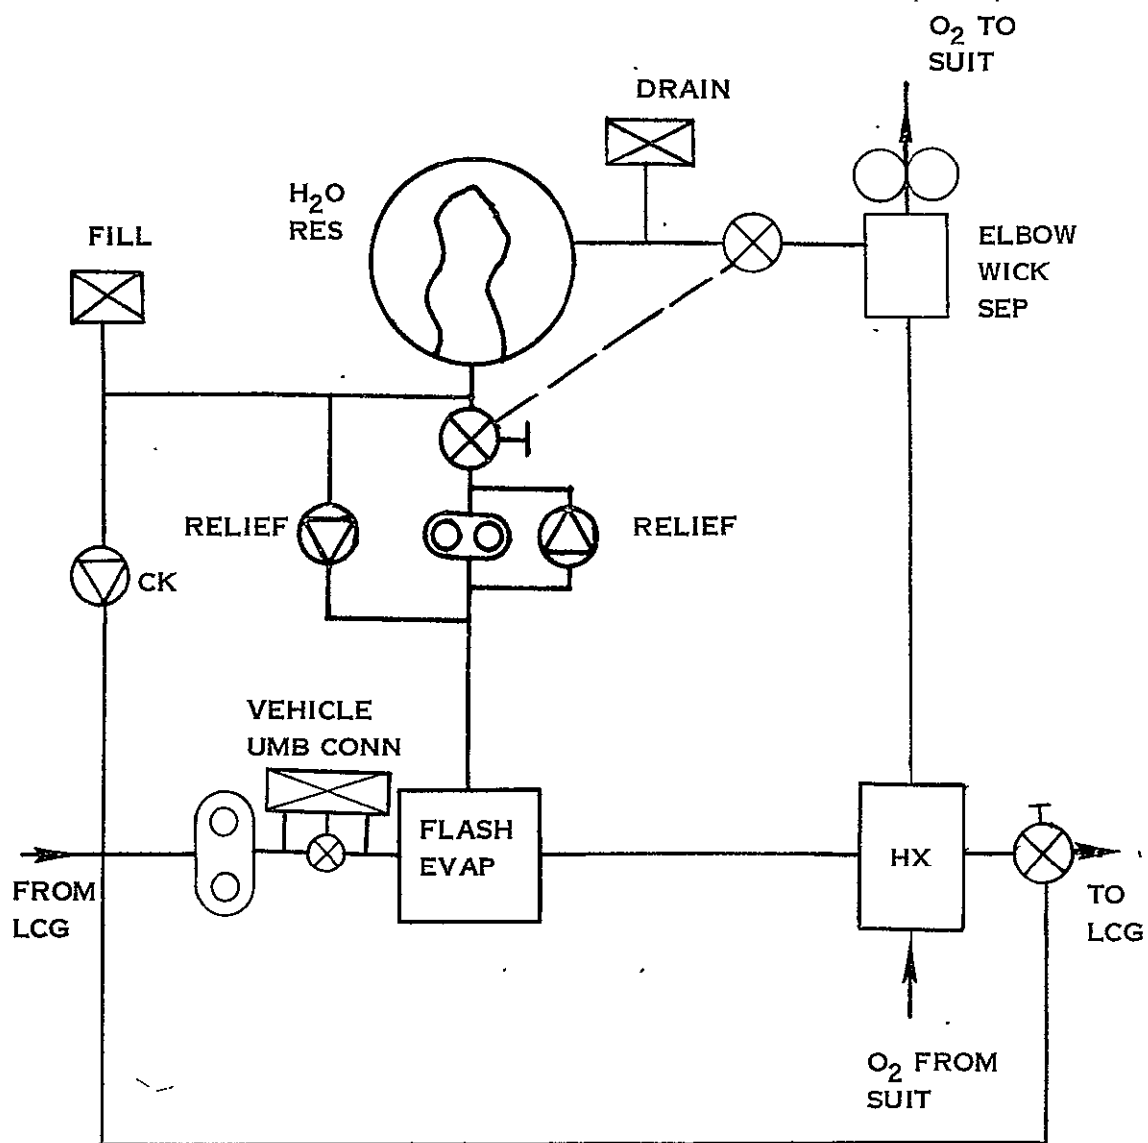 O2 TO
SUIT
DRAIN
H2O
RES
FILL
ELBOW
WICK
SEP
RELIEF
RELIEF
CK
VEHICLE
UMB CONN
FLASH
EVAP
HX
FROM
LCG
TO
LCG
O2 FROM
SUIT